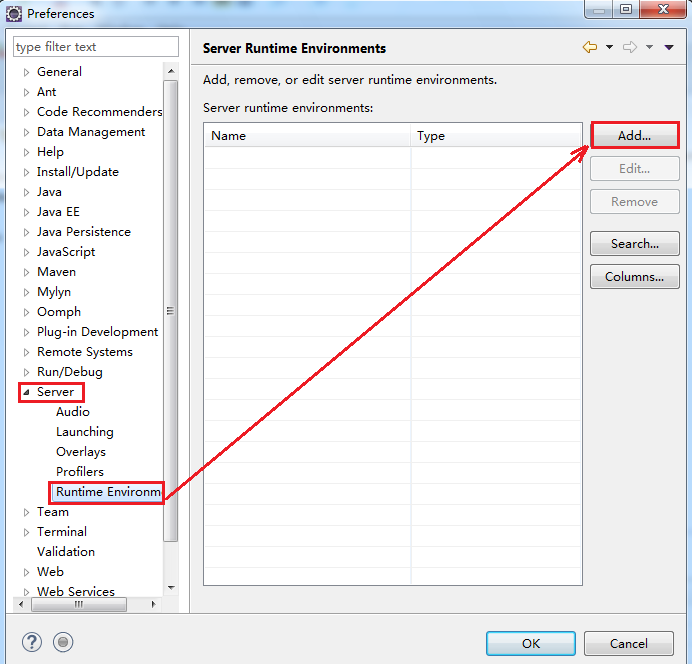 Preferences
type filter text
General
Ant
Code Recommenders
Data Management
Help
Install/Update
Java
Java EE
Java Persistence
JavaScript
Maven
Mylyn
Oomph
Plug-in Development
Remote Systems
Run/Debug
Server
Audio
Launching
Overlays
Profilers
Runtime Environm
Team
Terminal
Validation
Web
Web Services
Server Runtime Environments
Add, remove, or edit server runtime environments.
Server runtime environments:
Name Type
Add...
Edit...
Remove
Search...
Columns...
?
OK Cancel